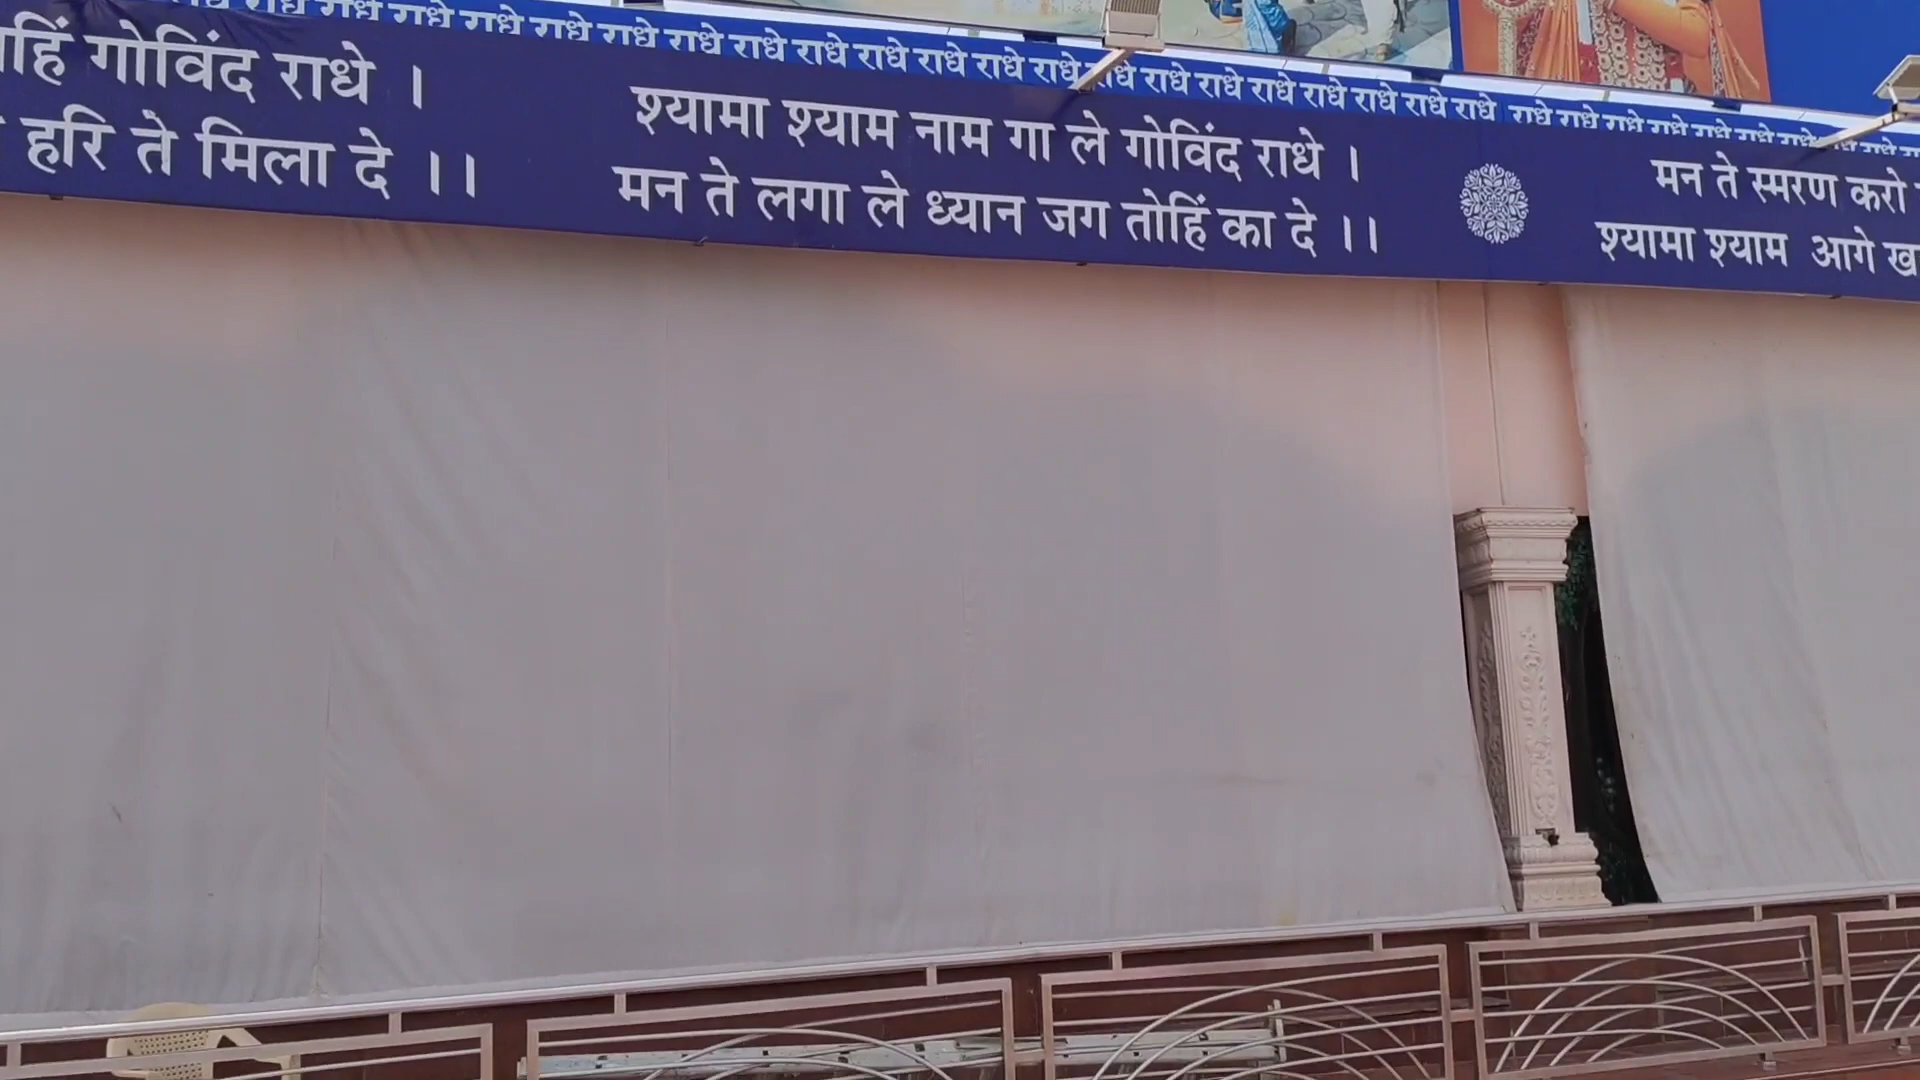 राधे राधे राधे राधे राधे राधे राधे राधे राधे राधे राधे राधे राधे राधे राधे राधे राधे राधे राधे राधे राधे राधे राधे राधे राधे
गोविंद राधे ।
हरि ते मिला दे ।।
श्यामा श्याम नाम गा ले गोविंद राधे ।
मन ते लगा ले ध्यान जग तोहिं का दे ।।
मन ते स्मरण करो
श्यामा श्याम आगे